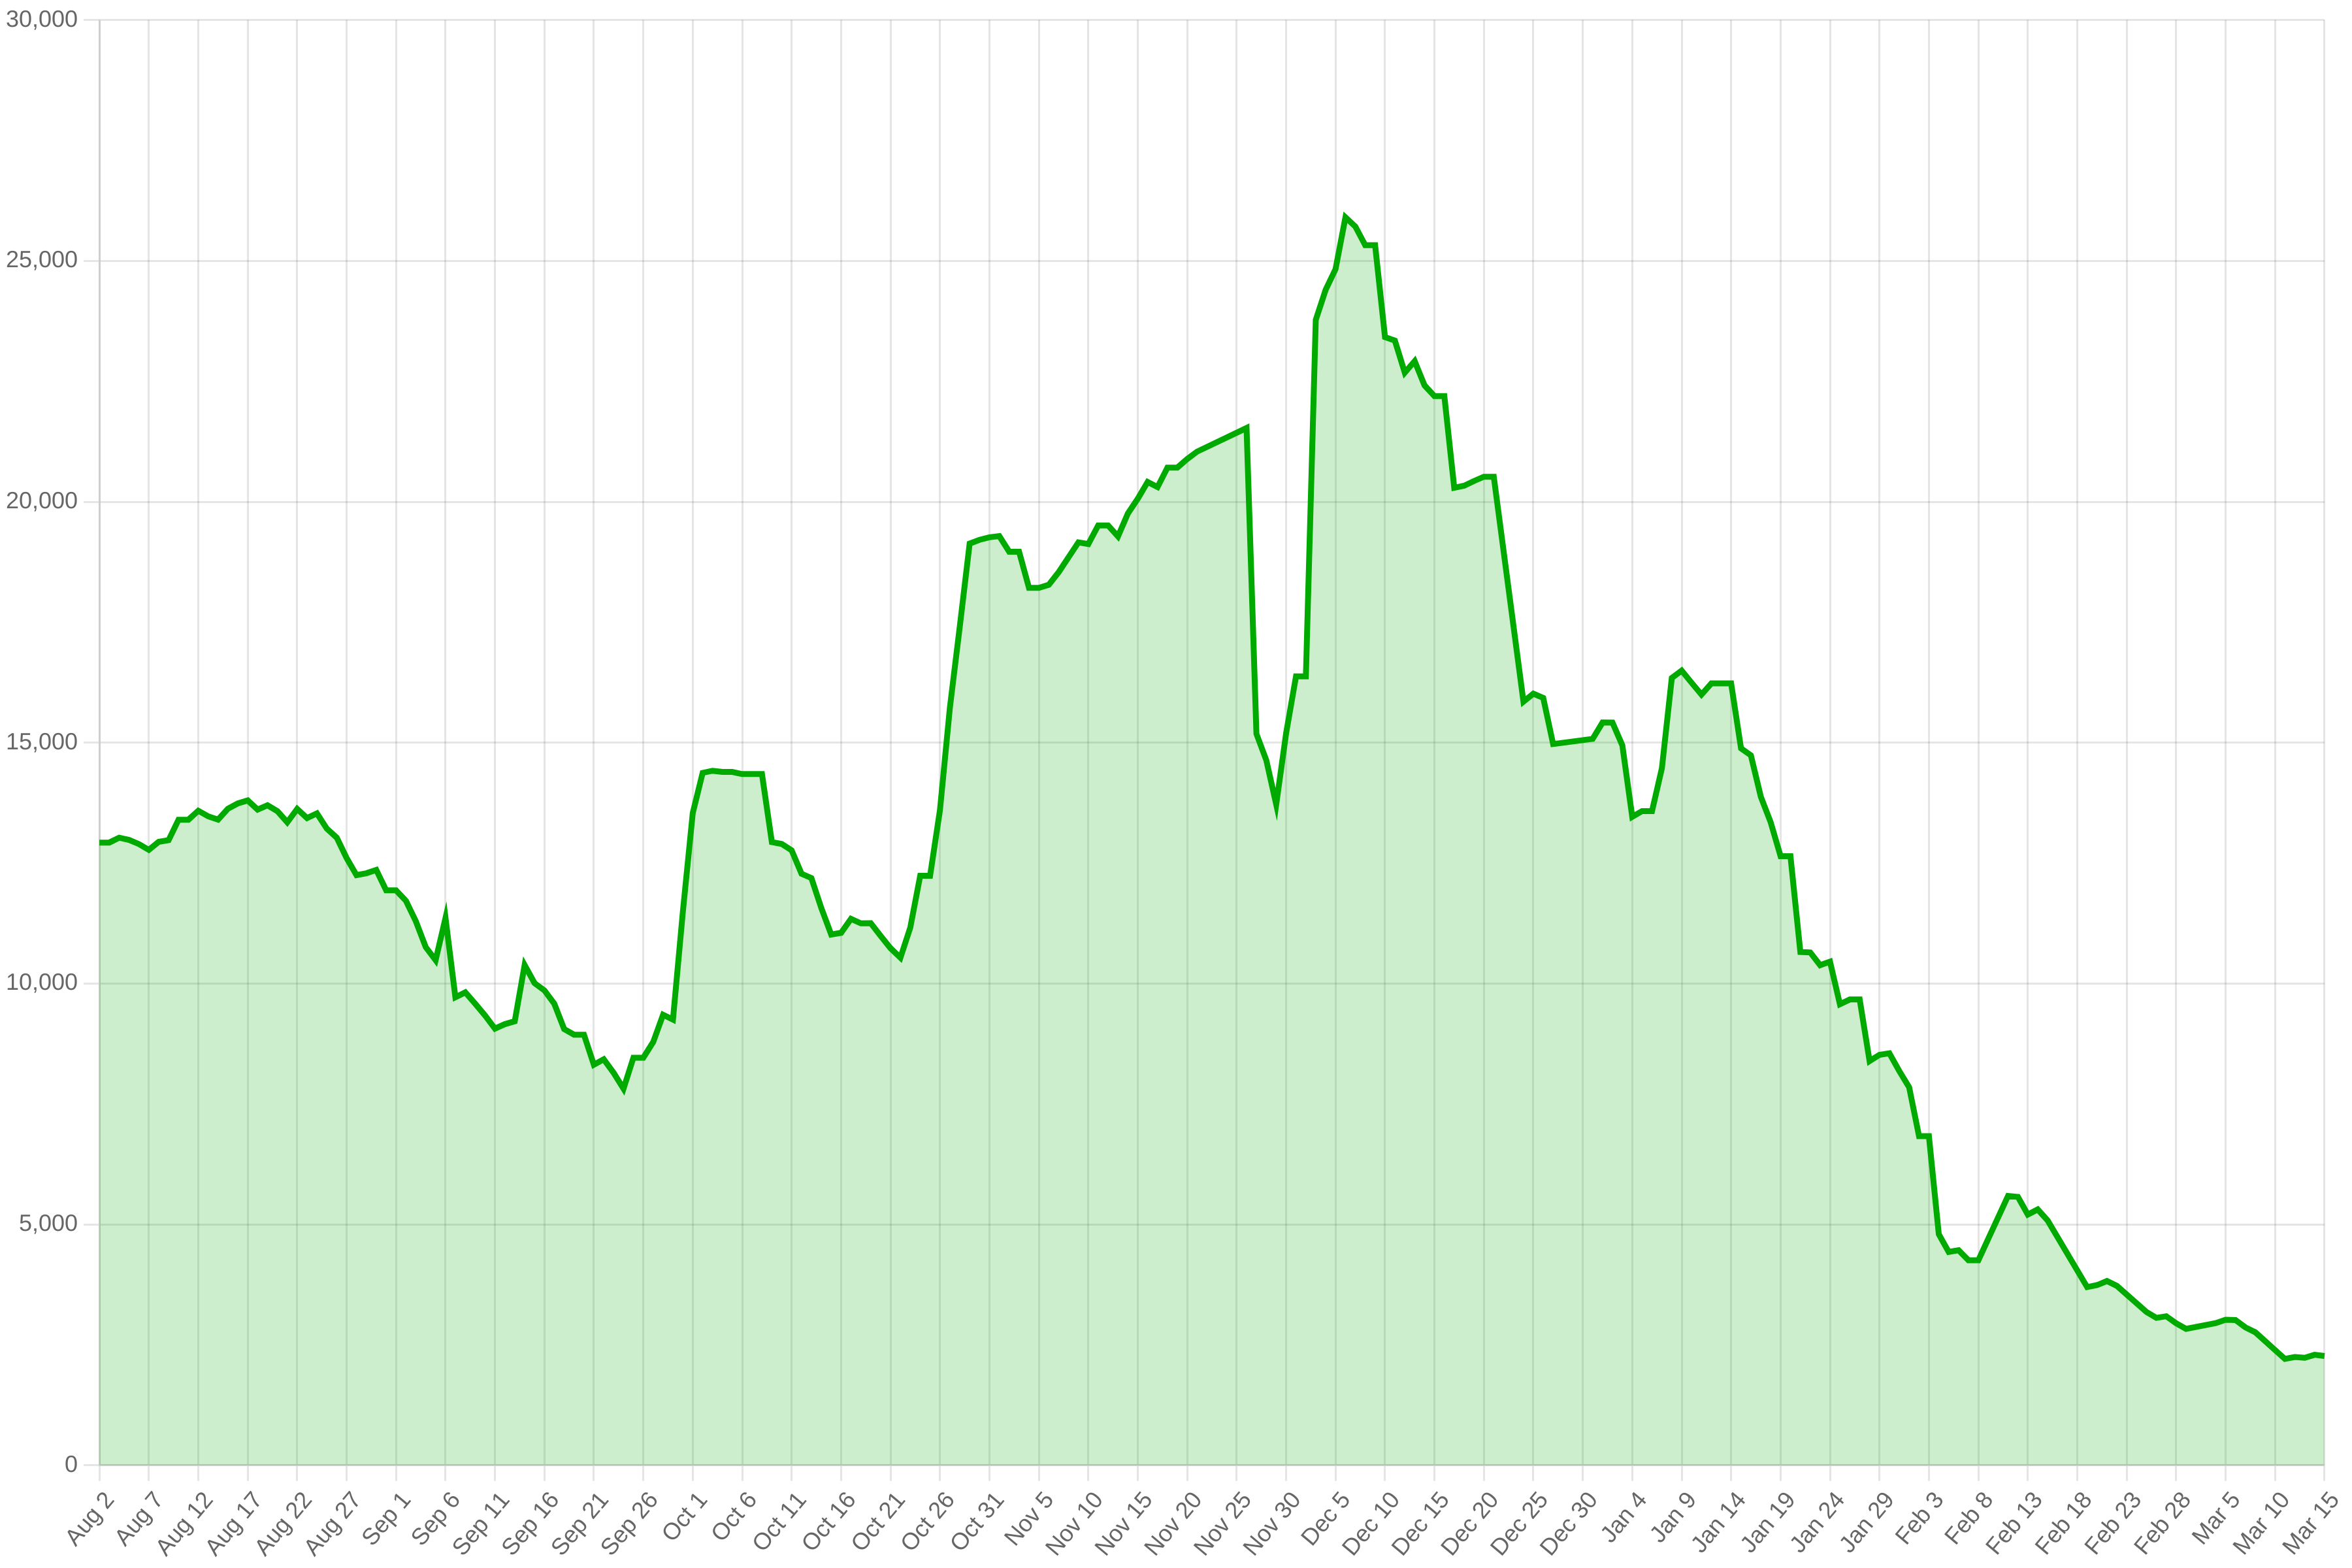 30,000
25,000
20,000
15,000
10,000
5,000
0
Aug 2
Aug 7
Aug 12
Aug 17
Aug 22
Aug 27
Sep 1
Sep 6
Sep 11
Sep 16
Sep 21
Sep 26
Oct 1
Oct 6
Oct 11
Oct 16
Oct 21
Oct 26
Oct 31
Nov 5
Nov 10
Nov 15
Nov 20
Nov 25
Nov 30
Dec 5
Dec 10
Dec 15
Dec 20
Dec 25
Dec 30
Jan 4
Jan 9
Jan 14
Jan 19
Jan 24
Jan 29
Feb 3
Feb 8
Feb 13
Feb 18
Feb 23
Feb 28
Mar 5
Mar 10
Mar 15